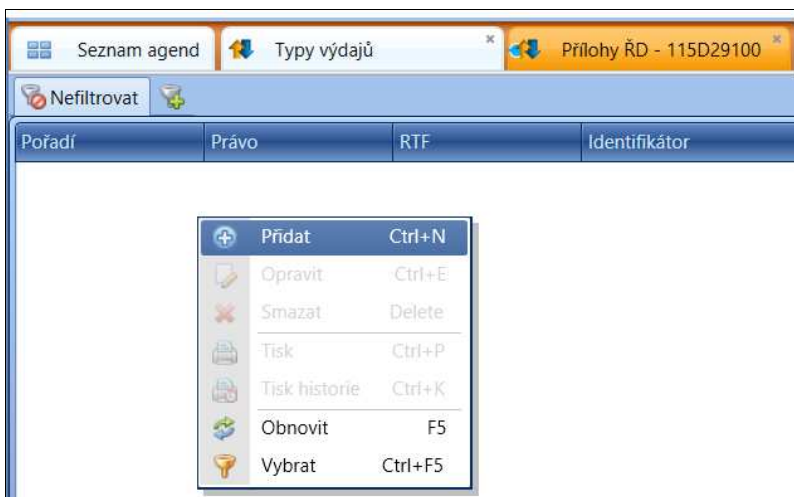 Seznam agend Typy výdajů Přílohy ŘD - 115D29100
Nefiltrovat
Pořadí Právo RTF Identifikátor
Přidat Ctrl+N
Opravit Ctrl+E
Smazat Delete
Tisk Ctrl+P
Tisk historie Ctrl+K
Obnovit F5
Vybrat Ctrl+F5